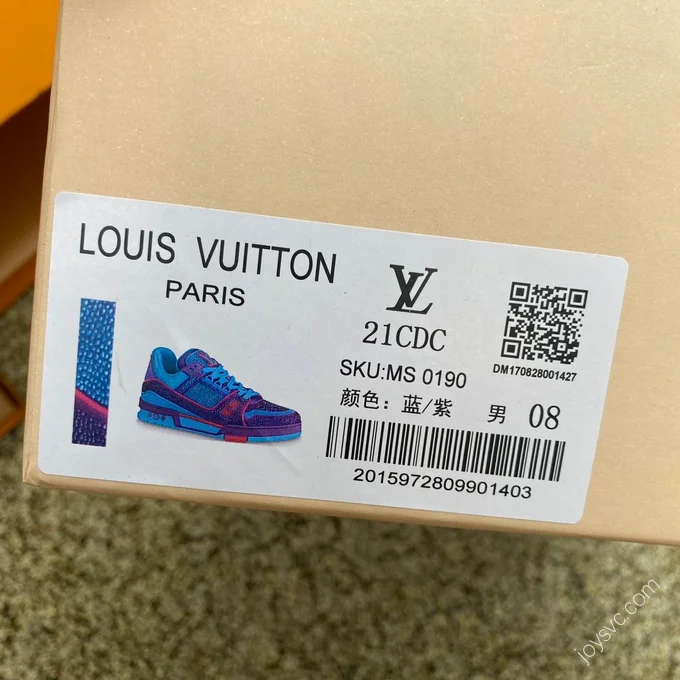 LOUIS VUITTON
PARIS
LV
21CDC
SKU:MS 0190
颜色：蓝/紫 男 08
DM170828001427
2015972809901403
joysvc.com